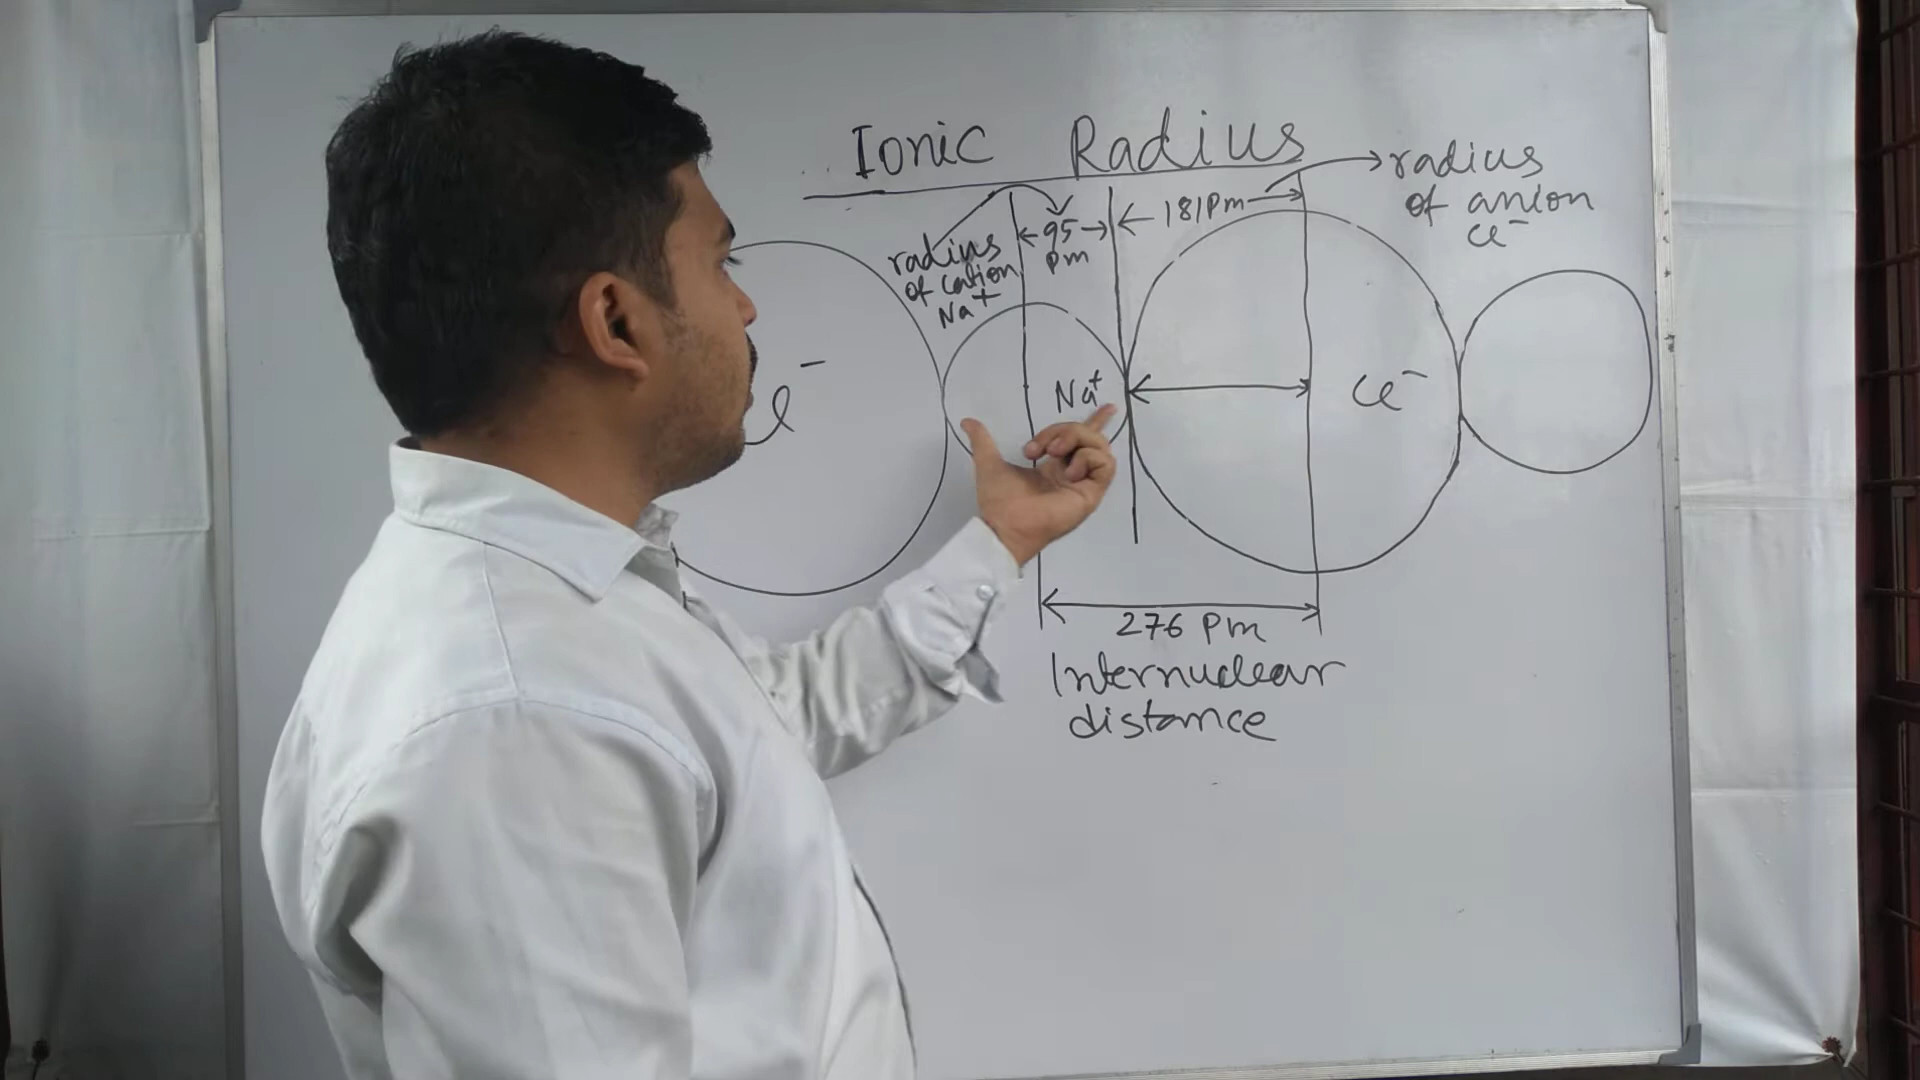 Ionic Radius
radius
of anion
Cl⁻
181Pm
95
Pm
radius
of cation
Na⁺
l⁻
Na⁺
Cl⁻
276 Pm
Internuclear
distance